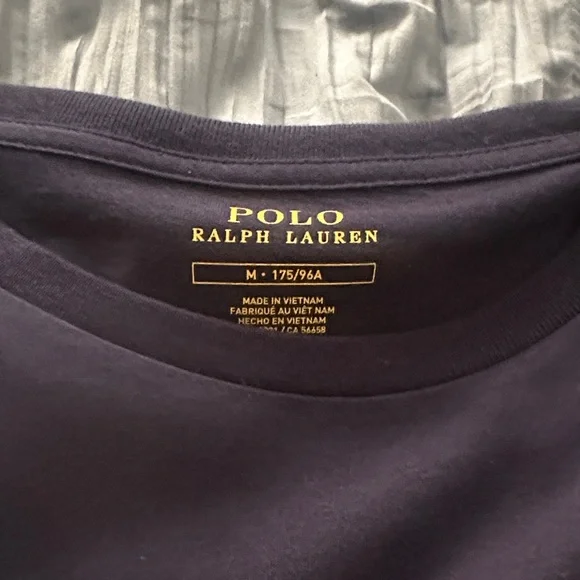 POLO
RALPH LAUREN
M • 175/96A
MADE IN VIETNAM
FABRIQUÉ AU VIÊT NAM
HECHO EN VIETNAM
/ CA 56658